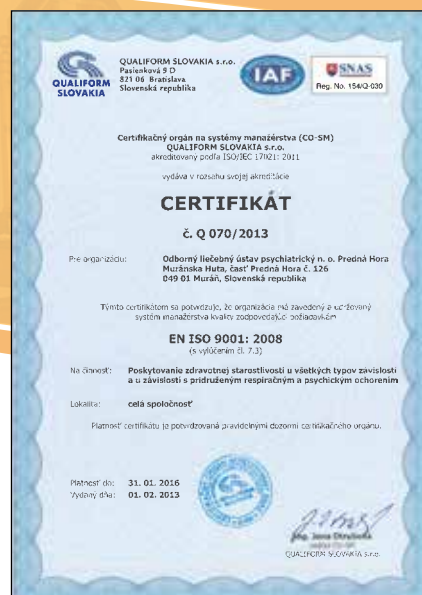 QUALIFORM
SLOVAKIA
QUALIFORM SLOVAKIA s.r.o.
Pasienková 9 D
821 06 Bratislava
Slovenská republika
IAF
SNAS
Reg. No. 154/Q-030
Certifikačný orgán na systémy manažérstva (CO-SM)
QUALIFORM SLOVAKIA s.r.o.
akreditovaný podľa ISO/IEC 17021: 2011
vydáva v rozsahu svojej akreditácie
CERTIFIKÁT
č. Q 070/2013
Pre organizáciu:
Odborný liečebný ústav psychiatrický n. o. Predná Hora
Muránska Huta, časť Predná Hora č. 126
049 01 Muráň, Slovenská republika
Týmto certifikátom sa potvrdzuje, že organizácia má zavedený a udržovaný
systém manažérstva kvality zodpovedajúci požiadavkám
EN ISO 9001: 2008
(s vylúčením čl. 7.3)
Na činnosť: Poskytovanie zdravotnej starostlivosti u všetkých typov závislostí
a u závislostí s pridruženým respiračným a psychickým ochorením
Lokalita: celá spoločnosť
Platnosť certifikátu je potvrdzovaná pravidelnými dozormi certifikačného orgánu.
Platnosť do: 31. 01. 2016
Vydaný dňa: 01. 02. 2013
Ing. Jana
QUALIFORM SLOVAKIA s.r.o.